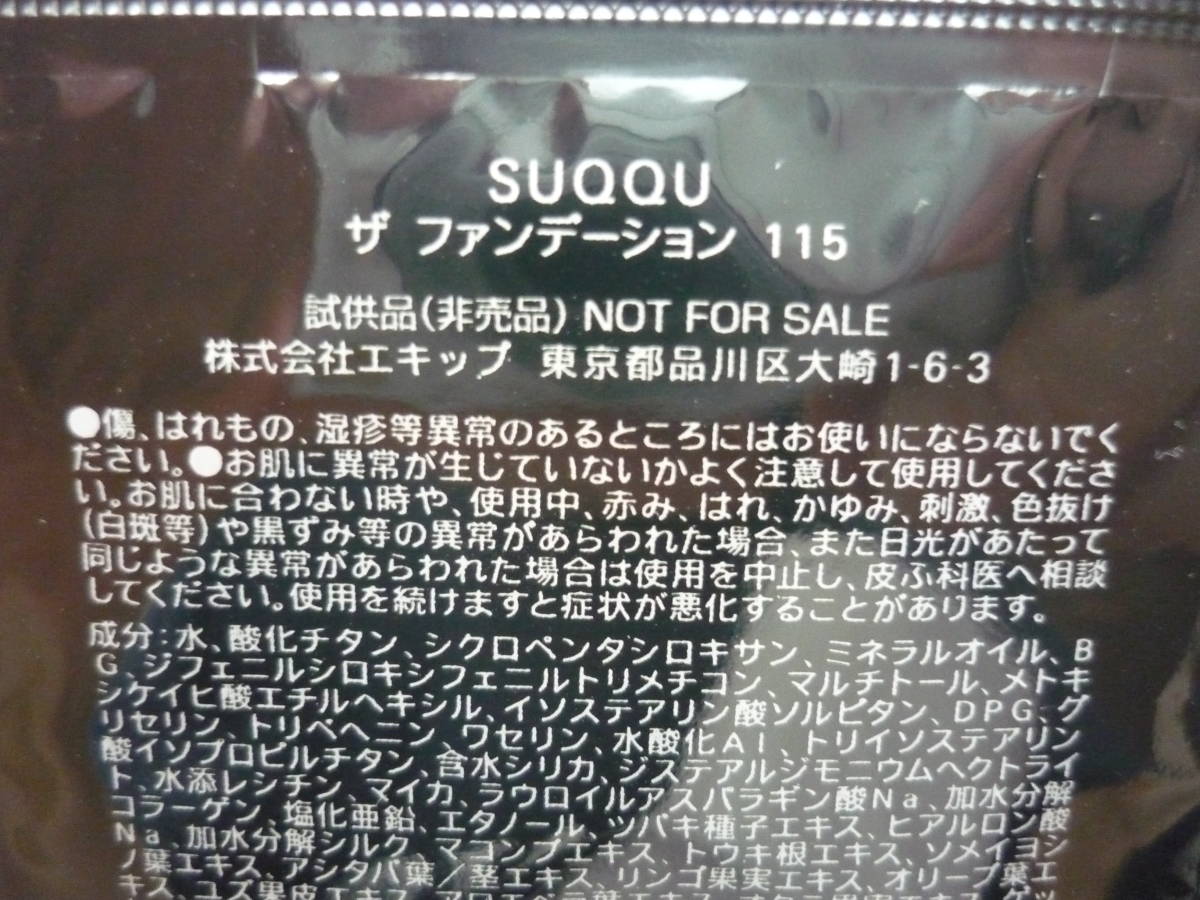 SUQQU
ザ ファンデーション 115
試供品(非売品) NOT FOR SALE
株式会社エキップ 東京都品川区大崎1-6-3
●傷、はれもの、湿疹等異常のあるところにはお使いにならないでく
ださい。●お肌に異常が生じていないかよく注意して使用してくださ
い。お肌に合わない時や、使用中、赤み、はれ、かゆみ、刺激、色抜け
(白斑等)や黒ずみ等の異常があらわれた場合、また日光があたって
同じような異常があらわれた場合は使用を中止し、皮ふ科医へ相談
してください。使用を続けますと症状が悪化することがあります。
成分:水、酸化チタン、シクロペンタシロキサン、ミネラルオイル、B
G、ジフェニルシロキシフェニルトリメチコン、マルチトール、メトキ
シケイヒ酸エチルヘキシル、イソステアリン酸ソルビタン、DPG、グ
リセリン、トリベヘニン、ワセリン、水酸化Al、トリイソステアリン
酸イソプロピルチタン、含水シリカ、ジステアルジモニウムヘクトライ
ト、水添レシチン、マイカ、ラウロイルアスパラギン酸Na、加水分解
コラーゲン、塩化亜鉛、エタノール、ツバキ種子エキス、ヒアルロン酸
Na、加水分解シルク、マコンブエキス、トウキ根エキス、ソメイヨシ
ノ葉エキス、アシタバ葉/茎エキス、リンゴ果実エキス、オリーブ葉エ
キス、ユズ果皮エキス、